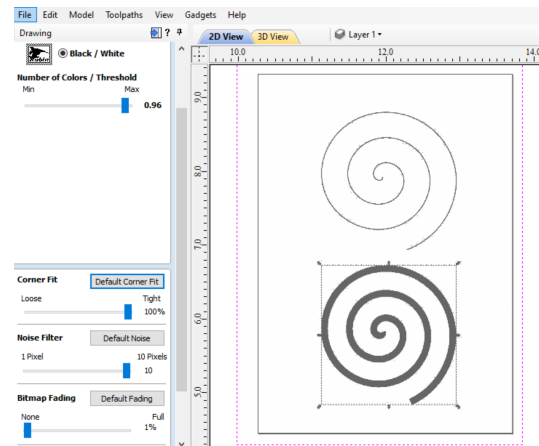 File Edit Model Toolpaths View Gadgets Help
Drawing ?
2D View 3D View Layer 1
10.0 12.0 14.0
Black / White
Number of Colors / Threshold
Min Max
0.96
9.0
8.0
7.0
6.0
5.0
Corner Fit Default Corner Fit
Loose Tight
100%
Noise Filter Default Noise
1 Pixel 10 Pixels
10
Bitmap Fading Default Fading
None Full
1%